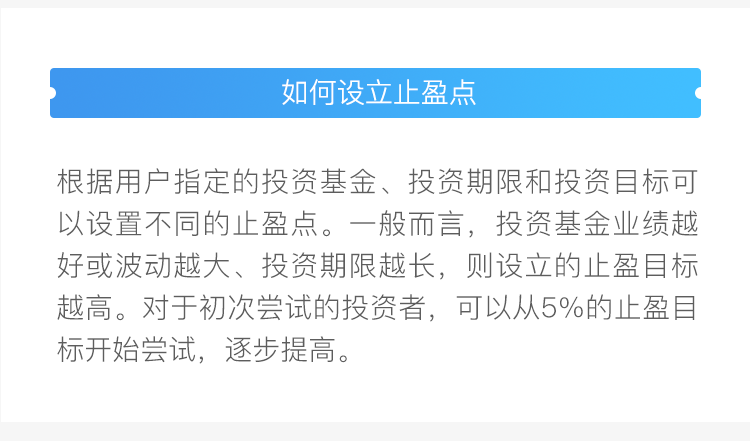 如何设立止盈点
根据用户指定的投资基金、投资期限和投资目标可
以设置不同的止盈点。一般而言，投资基金业绩越
好或波动越大、投资期限越长，则设立的止盈目标
越高。对于初次尝试的投资者，可以从5%的止盈目
标开始尝试，逐步提高。